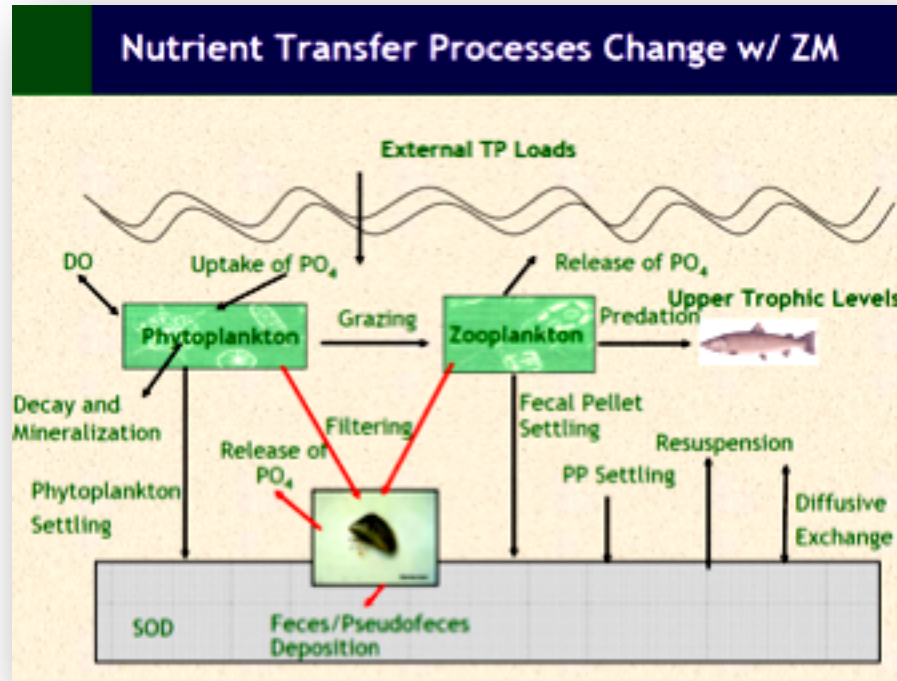 Nutrient Transfer Processes Change w/ ZM
External TP Loads
DO
Uptake of PO₄
Release of PO₄
Upper Trophic Levels
Phytoplankton
Grazing
Zooplankton
Predation
Decay and
Mineralization
Filtering
Fecal Pellet
Settling
Release of
PO₄
Resuspension
PP Settling
Phytoplankton
Settling
Diffusive
Exchange
SOD
Feces/Pseudofeces
Deposition